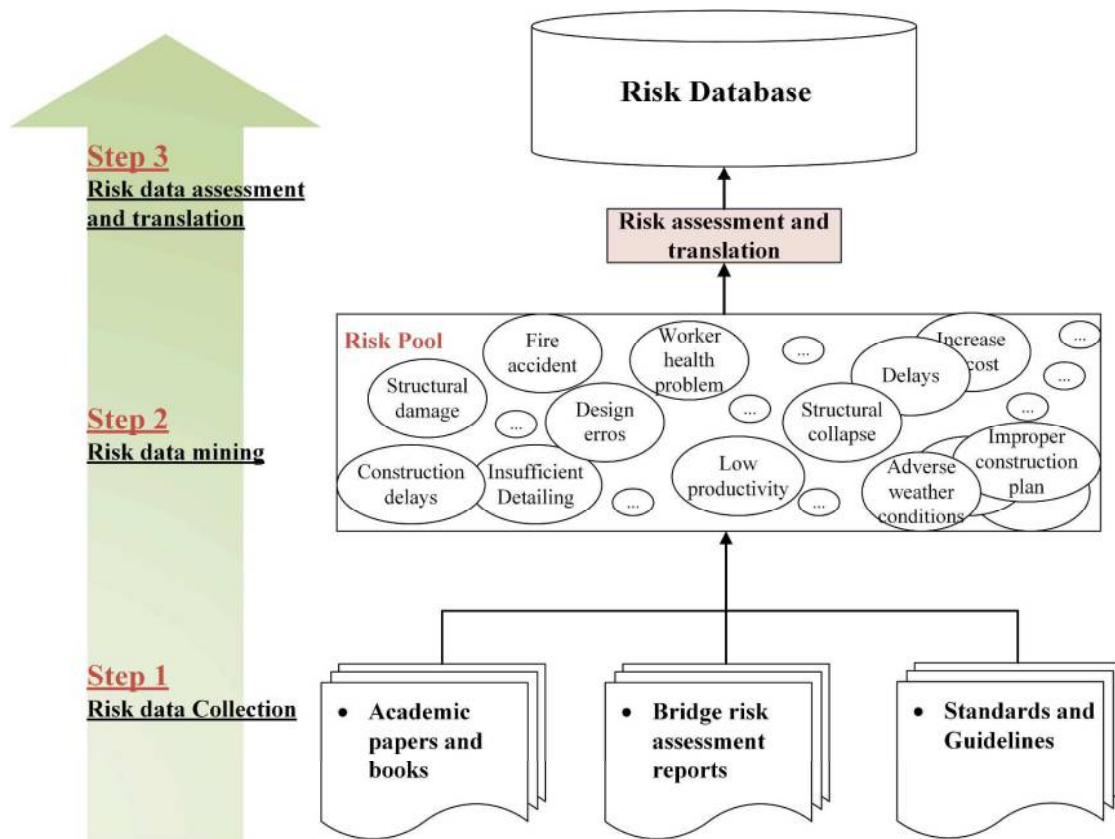 Risk Database
Step 3
Risk data assessment
and translation
Risk assessment and
translation
Risk Pool
Fire
accident
Worker
health
problem
...
Increase
cost
...
Structural
damage
Delays
...
Step 2
Risk data mining
...
Design
erros
...
Structural
collapse
...
Improper
construction
plan
Construction
delays
Insufficient
Detailing
...
Low
productivity
...
Adverse
weather
conditions
Step 1
Risk data Collection
• Academic
papers and
books
• Bridge risk
assessment
reports
• Standards and
Guidelines